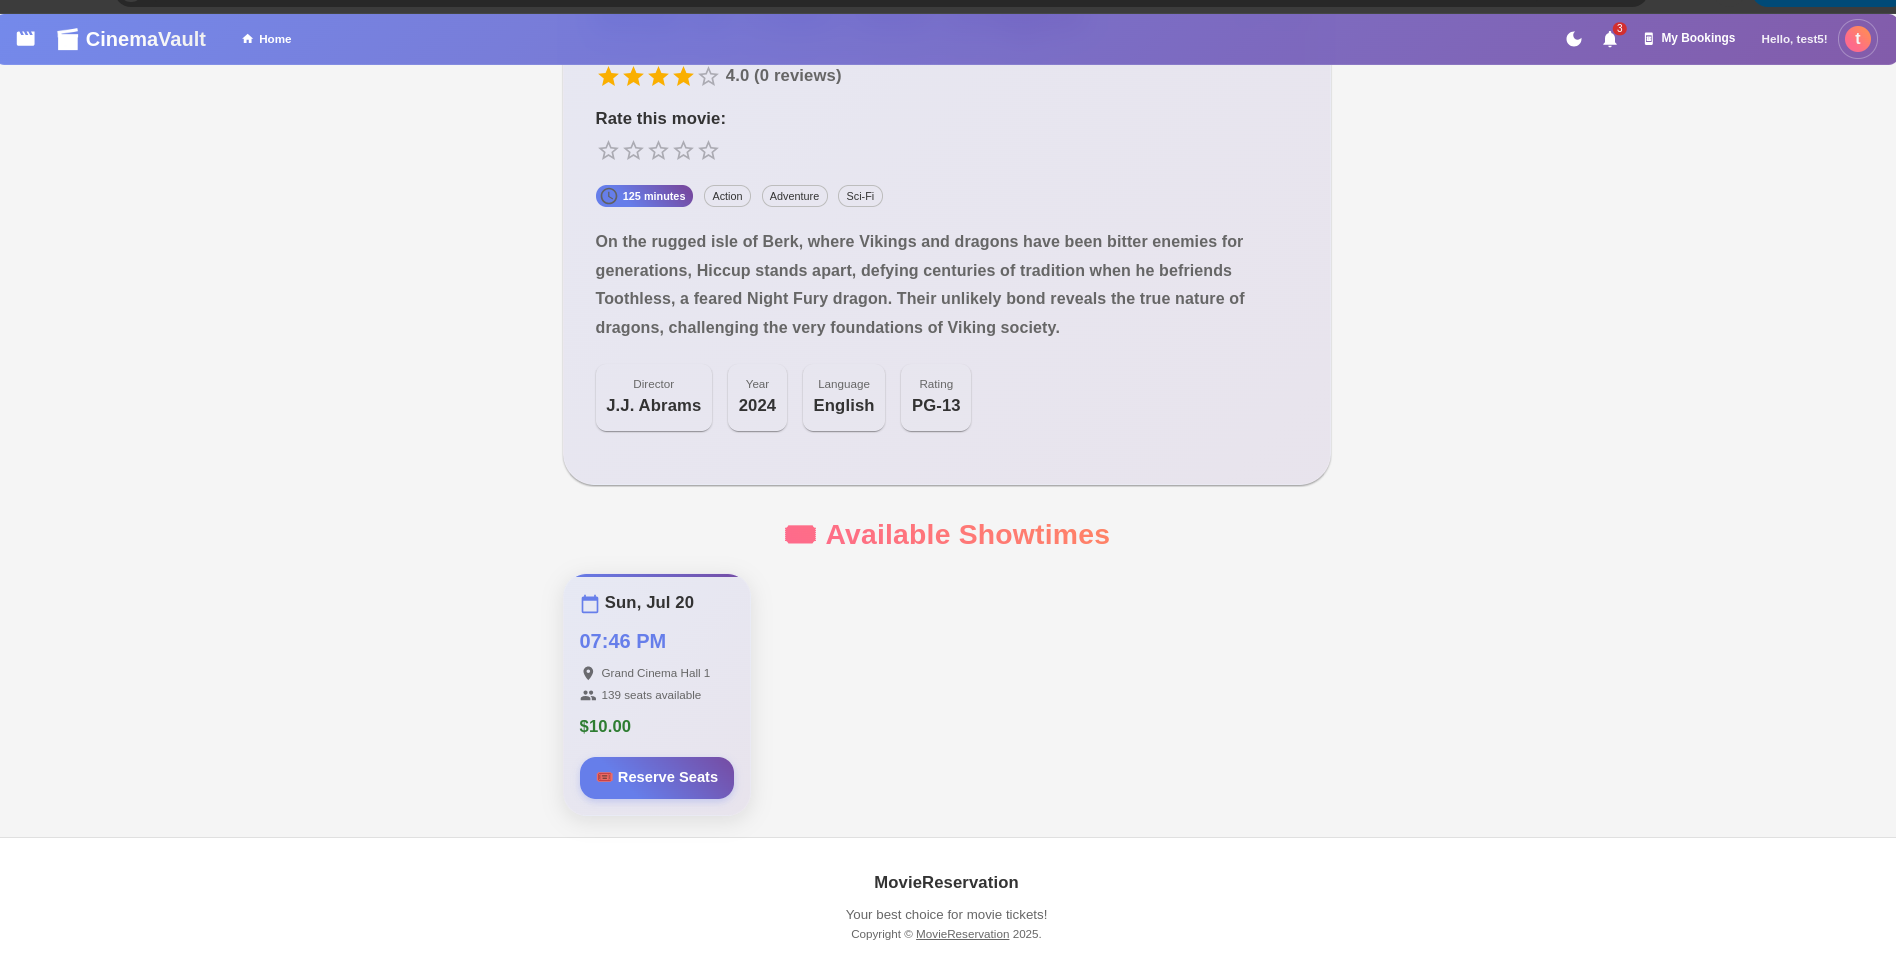 CinemaVault
Home
3
My Bookings
Hello, test5!
t
4.0 (0 reviews)
Rate this movie:
125 minutes
Action
Adventure
Sci-Fi
On the rugged isle of Berk, where Vikings and dragons have been bitter enemies for
generations, Hiccup stands apart, defying centuries of tradition when he befriends
Toothless, a feared Night Fury dragon. Their unlikely bond reveals the true nature of
dragons, challenging the very foundations of Viking society.
Director
J.J. Abrams
Year
2024
Language
English
Rating
PG-13
Available Showtimes
Sun, Jul 20
07:46 PM
Grand Cinema Hall 1
139 seats available
$10.00
Reserve Seats
MovieReservation
Your best choice for movie tickets!
Copyright © MovieReservation 2025.